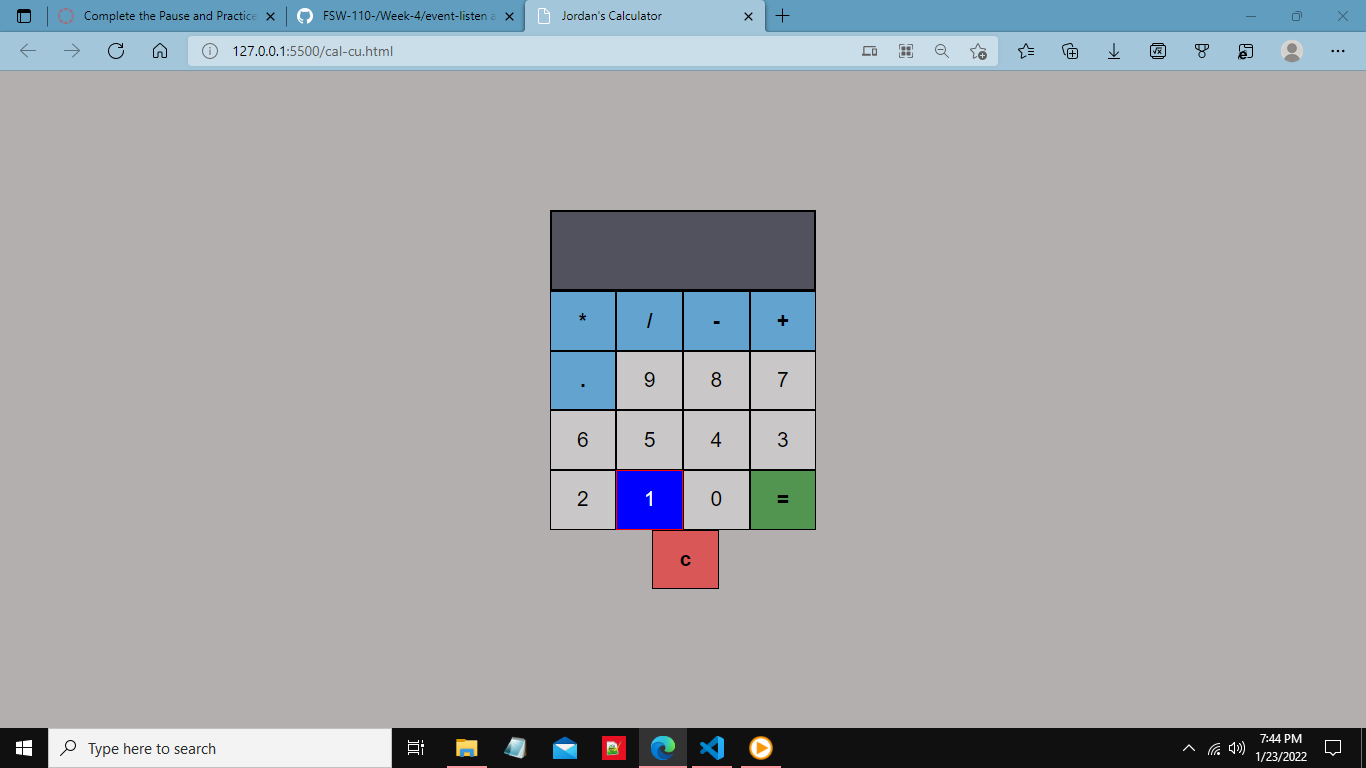 Complete the Pause and Practice
FSW-110-/Week-4/event-listen a
Jordan's Calculator
127.0.0.1:5500/cal-cu.html
* / - +
. 9 8 7
6 5 4 3
2 1 0 =
c
Type here to search
7:44 PM
1/23/2022